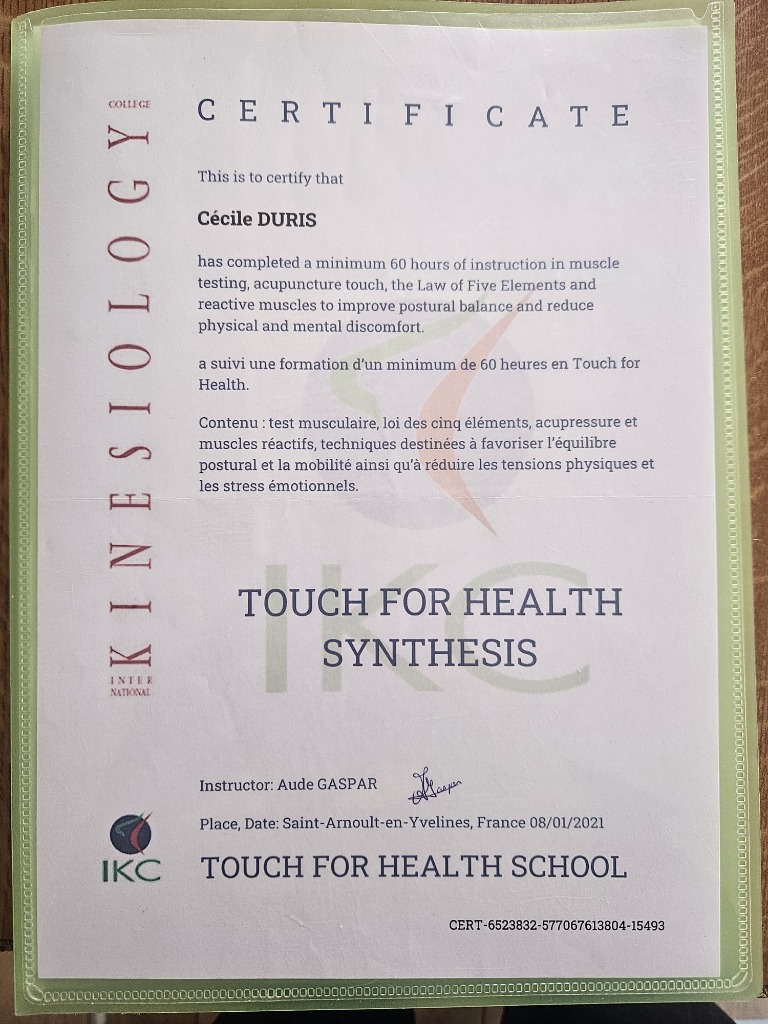 COLLEGE
KINESIOLOGY
INTER
NATIONAL
CERTIFICATE
This is to certify that
Cécile DURIS
has completed a minimum 60 hours of instruction in muscle
testing, acupuncture touch, the Law of Five Elements and
reactive muscles to improve postural balance and reduce
physical and mental discomfort.
a suivi une formation d'un minimum de 60 heures en Touch for
Health.
Contenu : test musculaire, loi des cinq éléments, acupressure et
muscles réactifs, techniques destinées à favoriser l'équilibre
postural et la mobilité ainsi qu'à réduire les tensions physiques et
les stress émotionnels.
IKC
TOUCH FOR HEALTH
SYNTHESIS
Instructor: Aude GASPAR
Place, Date: Saint-Arnoult-en-Yvelines, France 08/01/2021
IKC
TOUCH FOR HEALTH SCHOOL
CERT-6523832-577067613804-15493